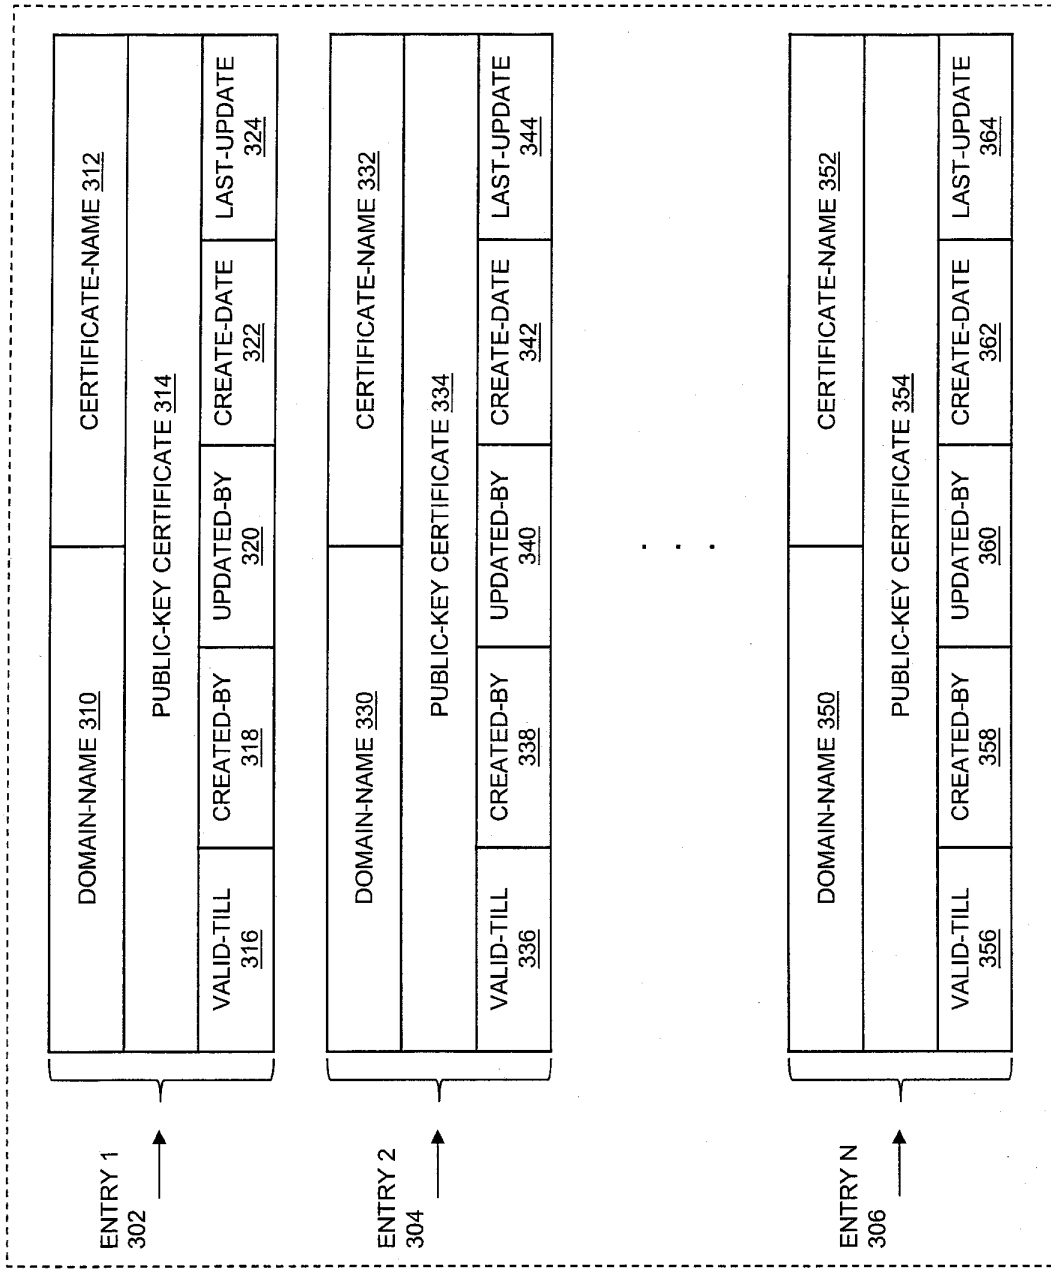 ENTRY 1
302
DOMAIN-NAME 310
CERTIFICATE-NAME 312
PUBLIC-KEY CERTIFICATE 314
VALID-TILL
316
CREATED-BY
318
UPDATED-BY
320
CREATE-DATE
322
LAST-UPDATE
324
ENTRY 2
304
DOMAIN-NAME 330
CERTIFICATE-NAME 332
PUBLIC-KEY CERTIFICATE 334
VALID-TILL
336
CREATED-BY
338
UPDATED-BY
340
CREATE-DATE
342
LAST-UPDATE
344
. . .
ENTRY N
306
DOMAIN-NAME 350
CERTIFICATE-NAME 352
PUBLIC-KEY CERTIFICATE 354
VALID-TILL
356
CREATED-BY
358
UPDATED-BY
360
CREATE-DATE
362
LAST-UPDATE
364